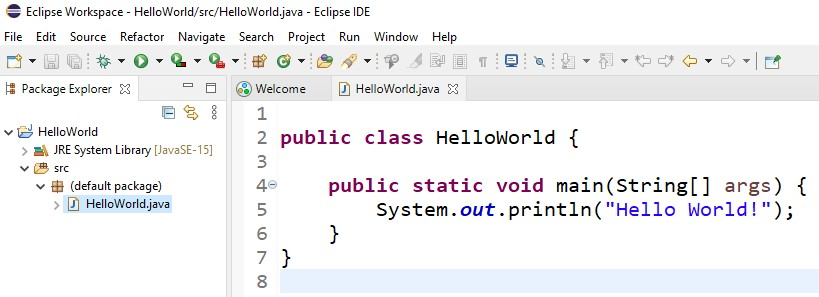 Eclipse Workspace - HelloWorld/src/HelloWorld.java - Eclipse IDE
File Edit Source Refactor Navigate Search Project Run Window Help
Package Explorer
HelloWorld
JRE System Library [JavaSE-15]
src
(default package)
HelloWorld.java
Welcome HelloWorld.java
1
2 public class HelloWorld {
3
4 public static void main(String[] args) {
5 System.out.println("Hello World!");
6 }
7 }
8